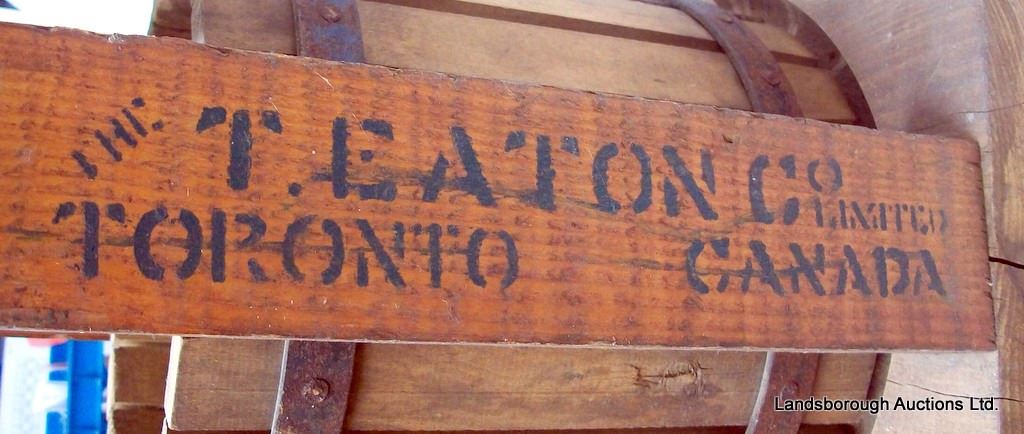 THE T. EATON Cº LIMITED
TORONTO CANADA
Landsborough Auctions Ltd.